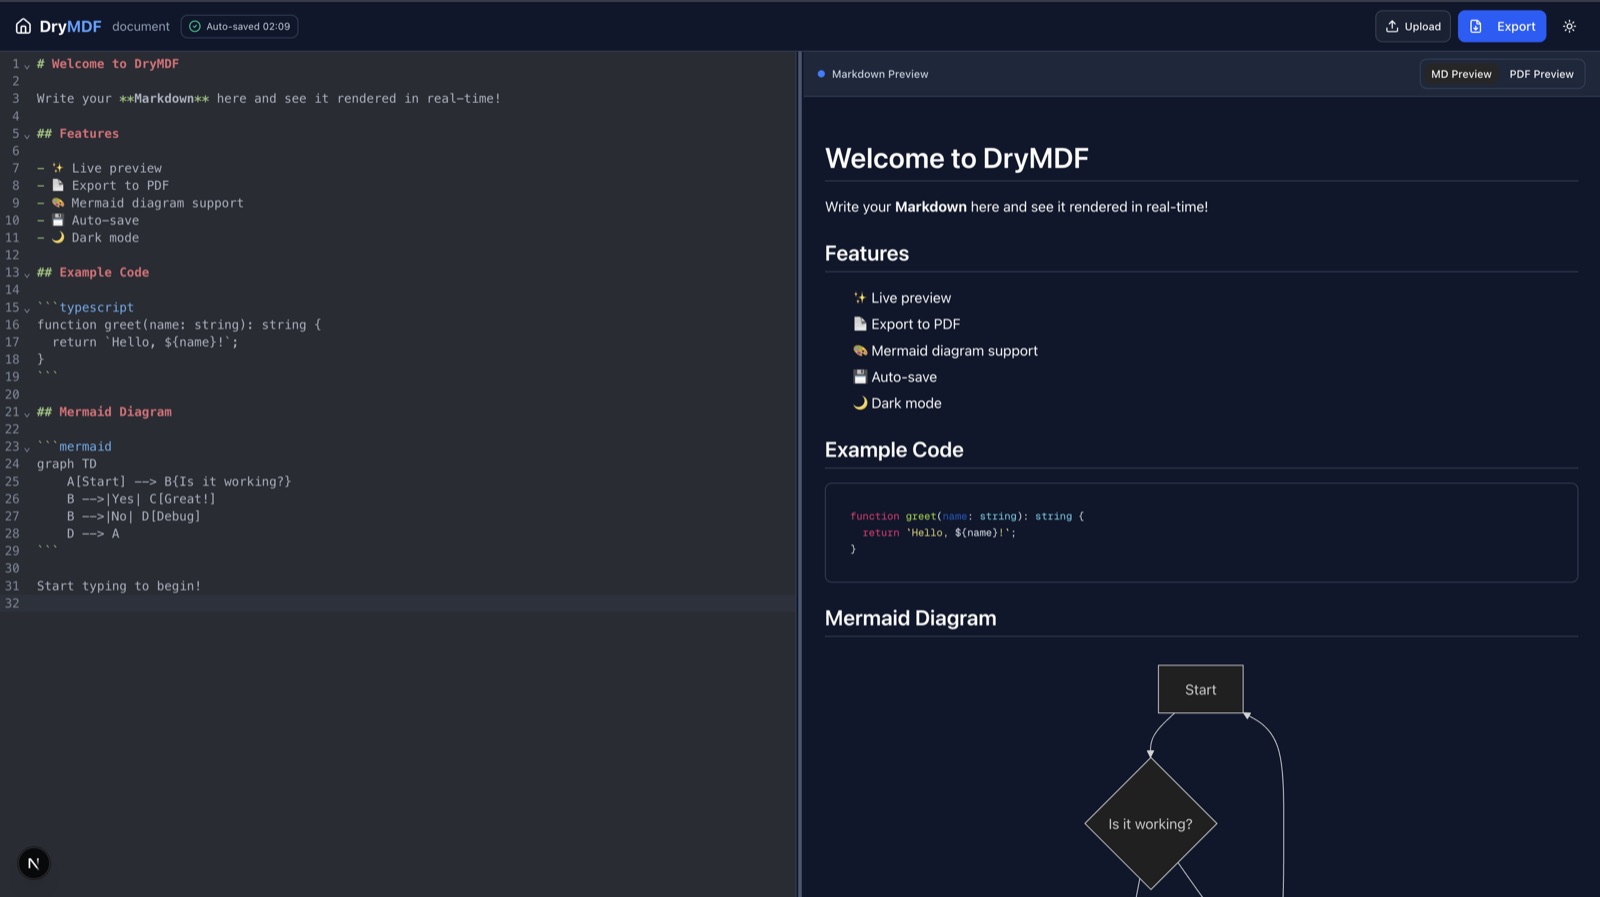 DryMDF document Auto-saved 02:09 Upload Export
1 # Welcome to DryMDF
2
3 Write your **Markdown** here and see it rendered in real-time!
4
5 ## Features
6
7 - ✨ Live preview
8 - 📄 Export to PDF
9 - 🎨 Mermaid diagram support
10 - 💾 Auto-save
11 - 🌙 Dark mode
12
13 ## Example Code
14
15 ```typescript
16 function greet(name: string): string {
17   return `Hello, ${name}!`;
18 }
19 ```
20
21 ## Mermaid Diagram
22
23 ```mermaid
24 graph TD
25     A[Start] --> B{Is it working?}
26     B -->|Yes| C[Great!]
27     B -->|No| D[Debug]
28     D --> A
29 ```
30
31 Start typing to begin!
32
N
Markdown Preview MD Preview PDF Preview
Welcome to DryMDF
Write your Markdown here and see it rendered in real-time!
Features
✨ Live preview
📄 Export to PDF
🎨 Mermaid diagram support
💾 Auto-save
🌙 Dark mode
Example Code
function greet(name: string): string {
  return `Hello, ${name}!`;
}
Mermaid Diagram
Start
Is it working?